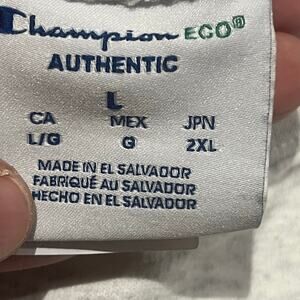 Champion ECO®
AUTHENTIC
L
CA MEX JPN
L/G G 2XL
MADE IN EL SALVADOR
FABRIQUÉ AU SALVADOR
HECHO EN EL SALVADOR